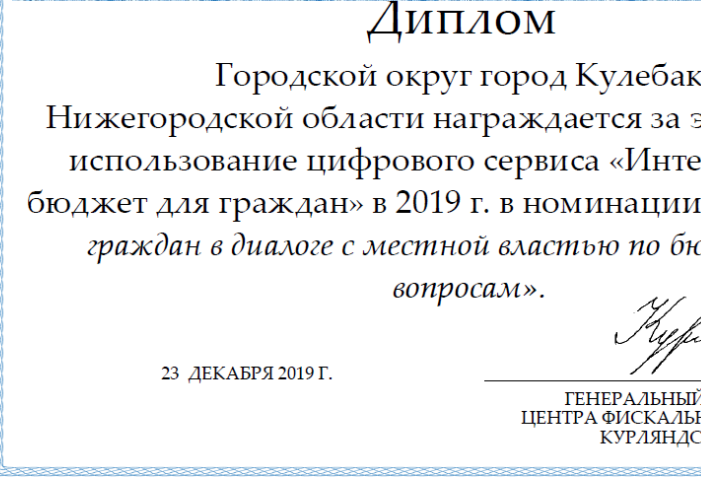 Диплом
Городской округ город Кулебак
Нижегородской области награждается за э
использование цифрового сервиса «Инте
бюджет для граждан» в 2019 г. в номинации
граждан в диалоге с местной властью по бю
вопросам».
23 ДЕКАБРЯ 2019 Г.
ГЕНЕРАЛЬНЫЙ
ЦЕНТРА ФИСКАЛЬН
КУРЛЯНДС